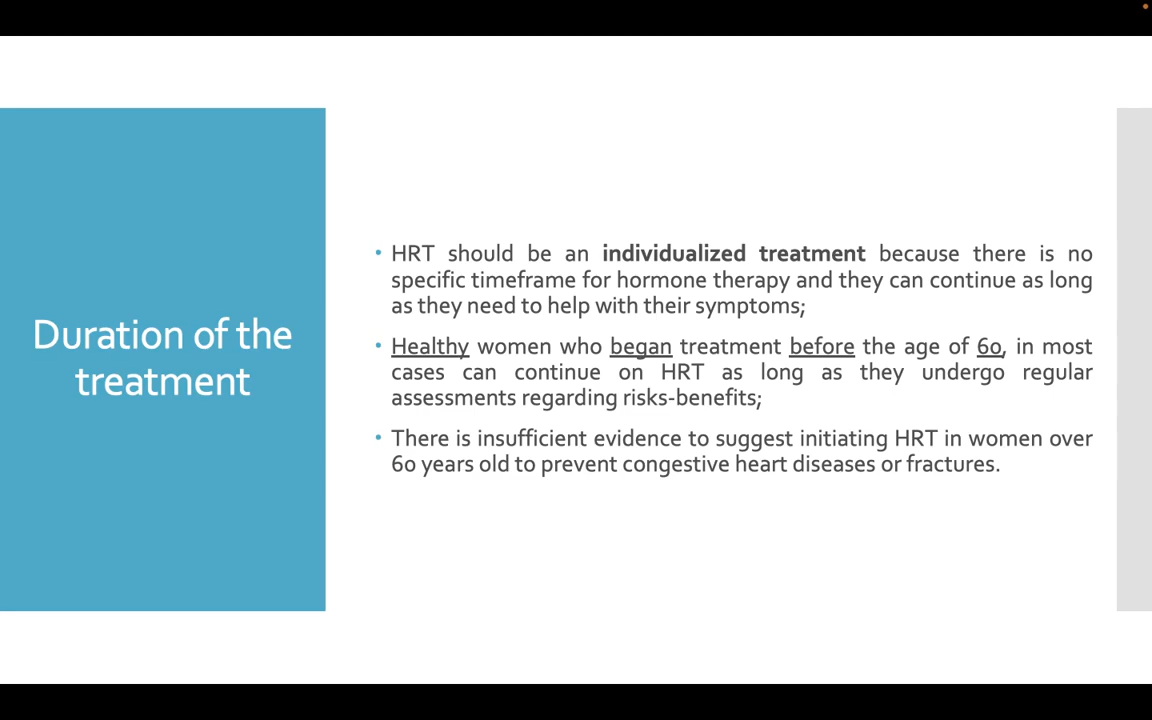 Duration of the
treatment
• HRT should be an individualized treatment because there is no
specific timeframe for hormone therapy and they can continue as long
as they need to help with their symptoms;
• Healthy women who began treatment before the age of 60, in most
cases can continue on HRT as long as they undergo regular
assessments regarding risks-benefits;
• There is insufficient evidence to suggest initiating HRT in women over
60 years old to prevent congestive heart diseases or fractures.